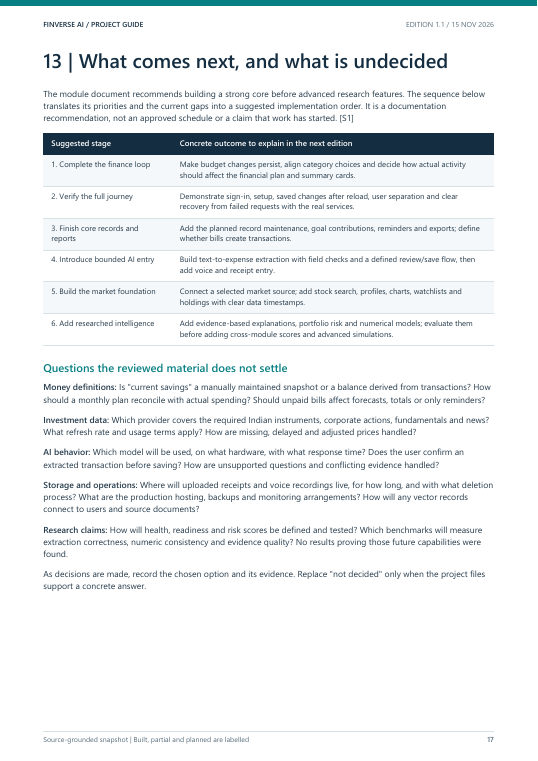 FINVERSE AI / PROJECT GUIDE
EDITION 1.1 / 15 NOV 2026
13 | What comes next, and what is undecided
The module document recommends building a strong core before advanced research features. The sequence below
translates its priorities and the current gaps into a suggested implementation order. It is a documentation
recommendation, not an approved schedule or a claim that work has started. [S1]
Suggested stage
Concrete outcome to explain in the next edition
1. Complete the finance loop
Make budget changes persist, align category choices and decide how actual activity
should affect the financial plan and summary cards.
2. Verify the full journey
Demonstrate sign-in, setup, saved changes after reload, user separation and clear
recovery from failed requests with the real services.
3. Finish core records and
reports
Add the planned record maintenance, goal contributions, reminders and exports; define
whether bills create transactions.
4. Introduce bounded AI entry
Build text-to-expense extraction with field checks and a defined review/save flow, then
add voice and receipt entry.
5. Build the market foundation
Connect a selected market source; add stock search, profiles, charts, watchlists and
holdings with clear data timestamps.
6. Add researched intelligence
Add evidence-based explanations, portfolio risk and numerical models; evaluate them
before adding cross-module scores and advanced simulations.
Questions the reviewed material does not settle
Money definitions: Is "current savings" a manually maintained snapshot or a balance derived from transactions? How
should a monthly plan reconcile with actual spending? Should unpaid bills affect forecasts, totals or only reminders?
Investment data: Which provider covers the required Indian instruments, corporate actions, fundamentals and news?
What refresh rate and usage terms apply? How are missing, delayed and adjusted prices handled?
AI behavior: Which model will be used, on what hardware, with what response time? Does the user confirm an
extracted transaction before saving? How are unsupported questions and conflicting evidence handled?
Storage and operations: Where will uploaded receipts and voice recordings live, for how long, and with what deletion
process? What are the production hosting, backups and monitoring arrangements? How will any vector records
connect to users and source documents?
Research claims: How will health, readiness and risk scores be defined and tested? Which benchmarks will measure
extraction correctness, numeric consistency and evidence quality? No results proving those future capabilities were
found.
As decisions are made, record the chosen option and its evidence. Replace "not decided" only when the project files
support a concrete answer.
Source-grounded snapshot | Built, partial and planned are labelled
17